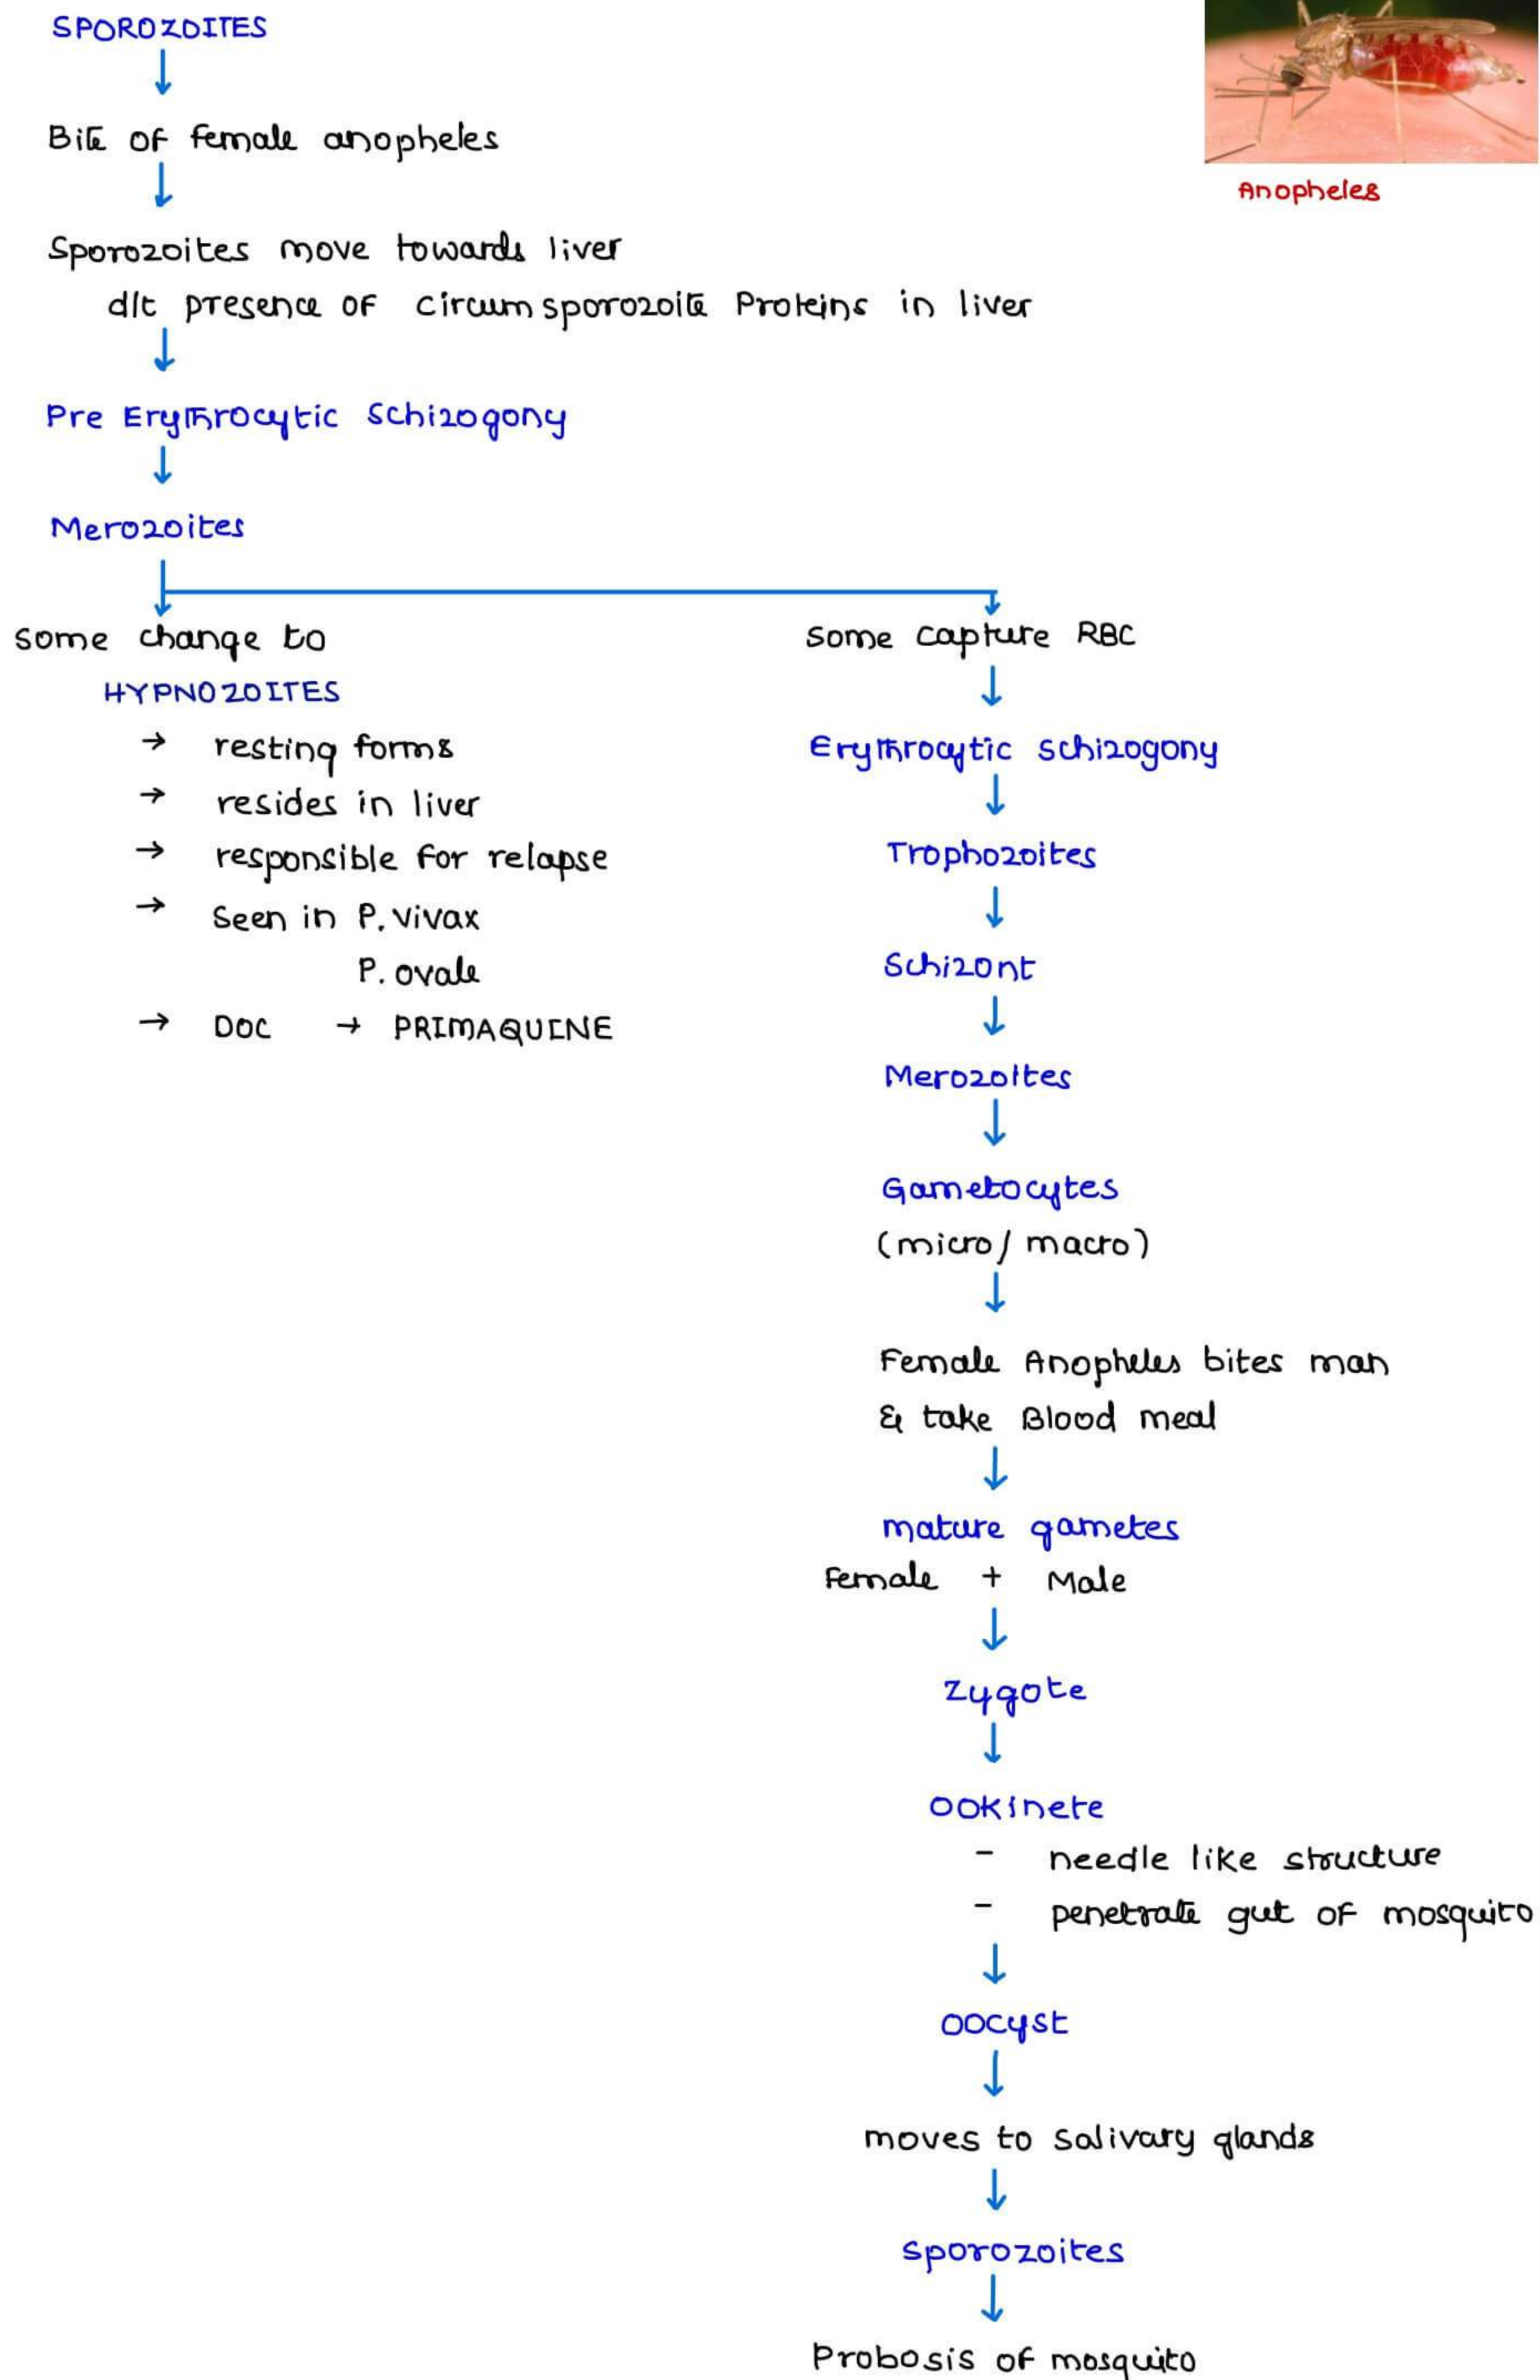 SPOROZOITES
Anopheles
Bite of female anopheles
Sporozoites move towards liver
d/t presence of circumsporozoite Proteins in liver
Pre Erythrocytic Schizogony
Merozoites
some change to
HYPNOZOITES
→ resting forms
→ resides in liver
→ responsible for relapse
→ Seen in P. vivax
P. ovale
→ DOC → PRIMAQUINE
some capture RBC
Erythrocytic schizogony
Trophozoites
Schizont
Merozoites
Gametocytes
(micro/ macro)
Female Anopheles bites man
& take Blood meal
mature gametes
Female + Male
Zygote
Ookinete
- needle like structure
- penetrate gut of mosquito
oocyst
moves to salivary glands
sporozoites
Probosis of mosquito